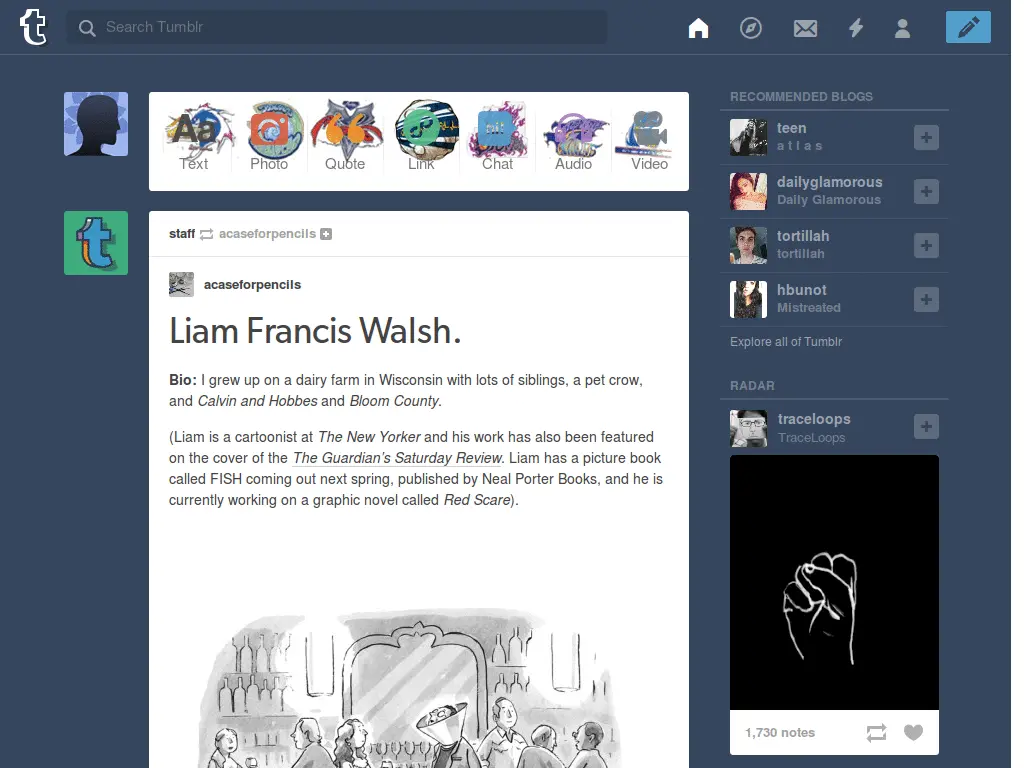 t
Search Tumblr
Aa
Text
Photo
Quote
Link
Chat
Audio
Video
staff acaseforpencils
acaseforpencils
Liam Francis Walsh.
Bio: I grew up on a dairy farm in Wisconsin with lots of siblings, a pet crow,
and Calvin and Hobbes and Bloom County.
(Liam is a cartoonist at The New Yorker and his work has also been featured
on the cover of the The Guardian’s Saturday Review. Liam has a picture book
called FISH coming out next spring, published by Neal Porter Books, and he is
currently working on a graphic novel called Red Scare).
RECOMMENDED BLOGS
teen
a t l a s
dailyglamorous
Daily Glamorous
tortillah
tortillah
hbunot
Mistreated
Explore all of Tumblr
RADAR
traceloops
TraceLoops
1,730 notes